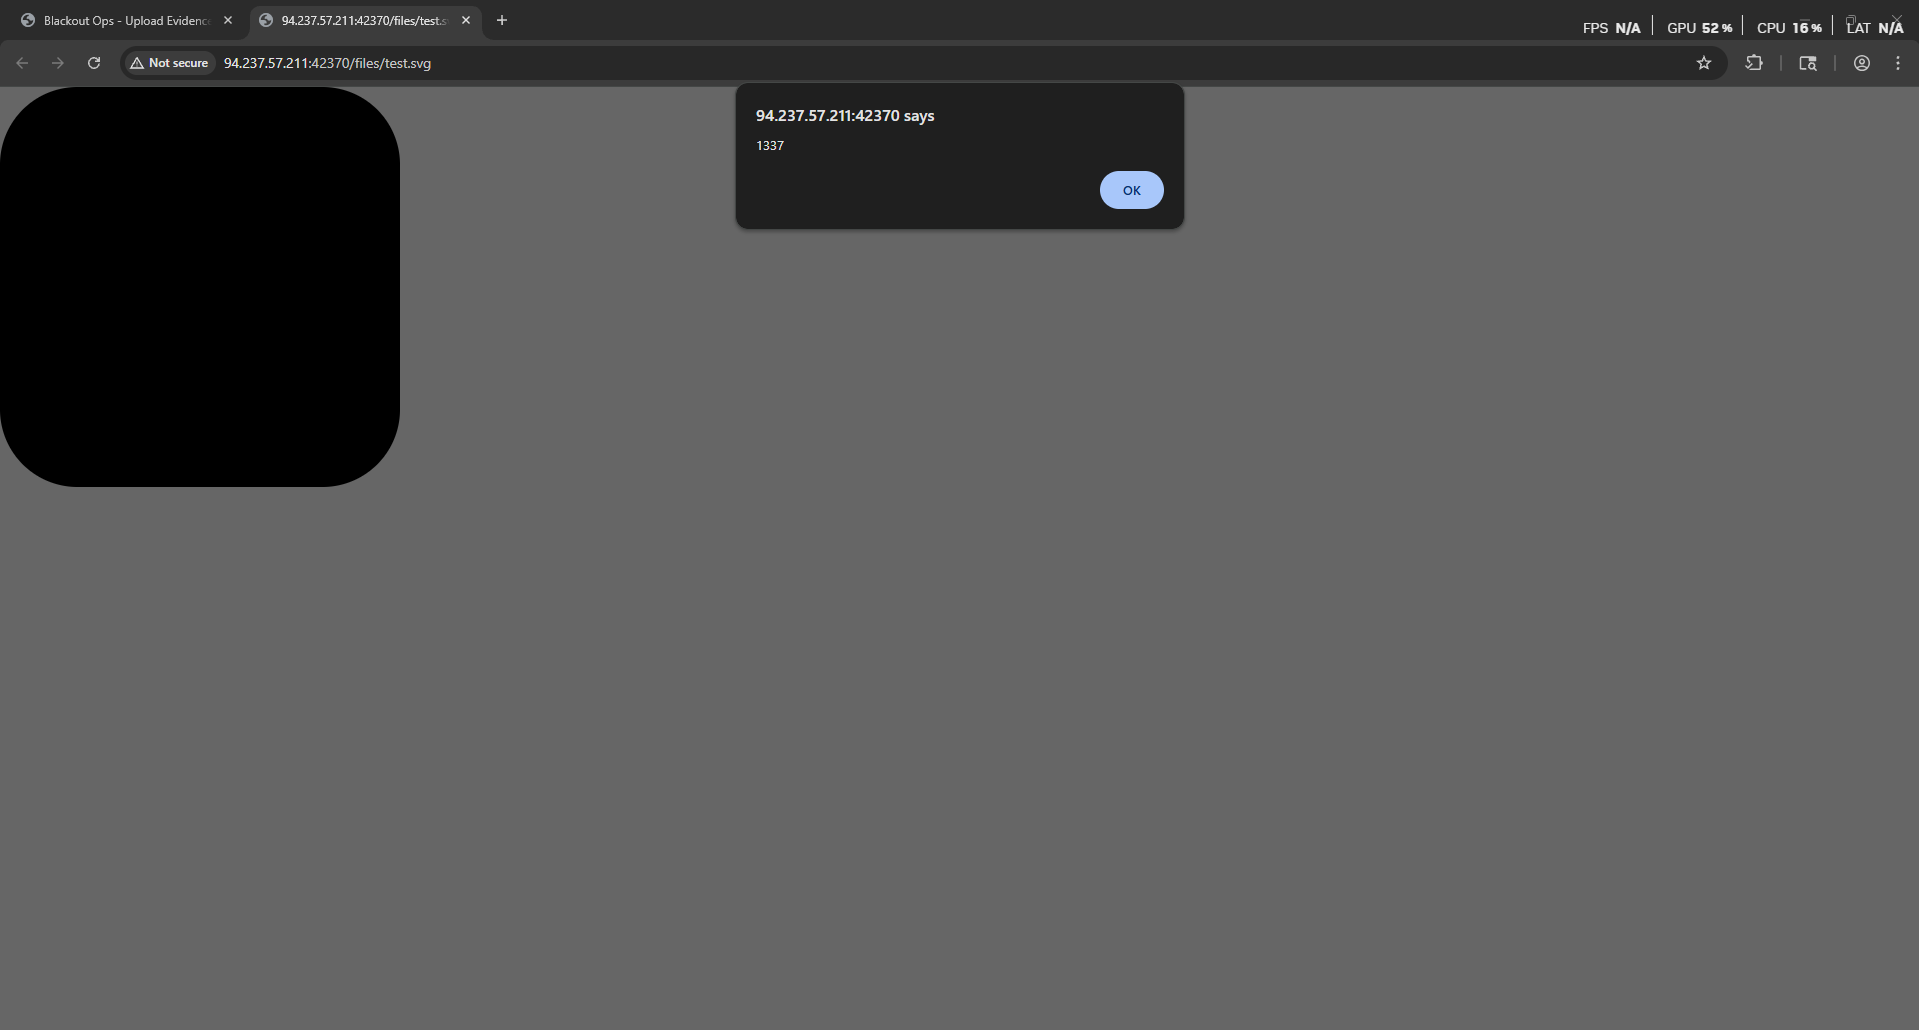 Blackout Ops - Upload Evidenc
94.237.57.211:42370/files/test.s
FPS N/A GPU 52 % CPU 16 % LAT N/A
Not secure 94.237.57.211:42370/files/test.svg
94.237.57.211:42370 says
1337
OK